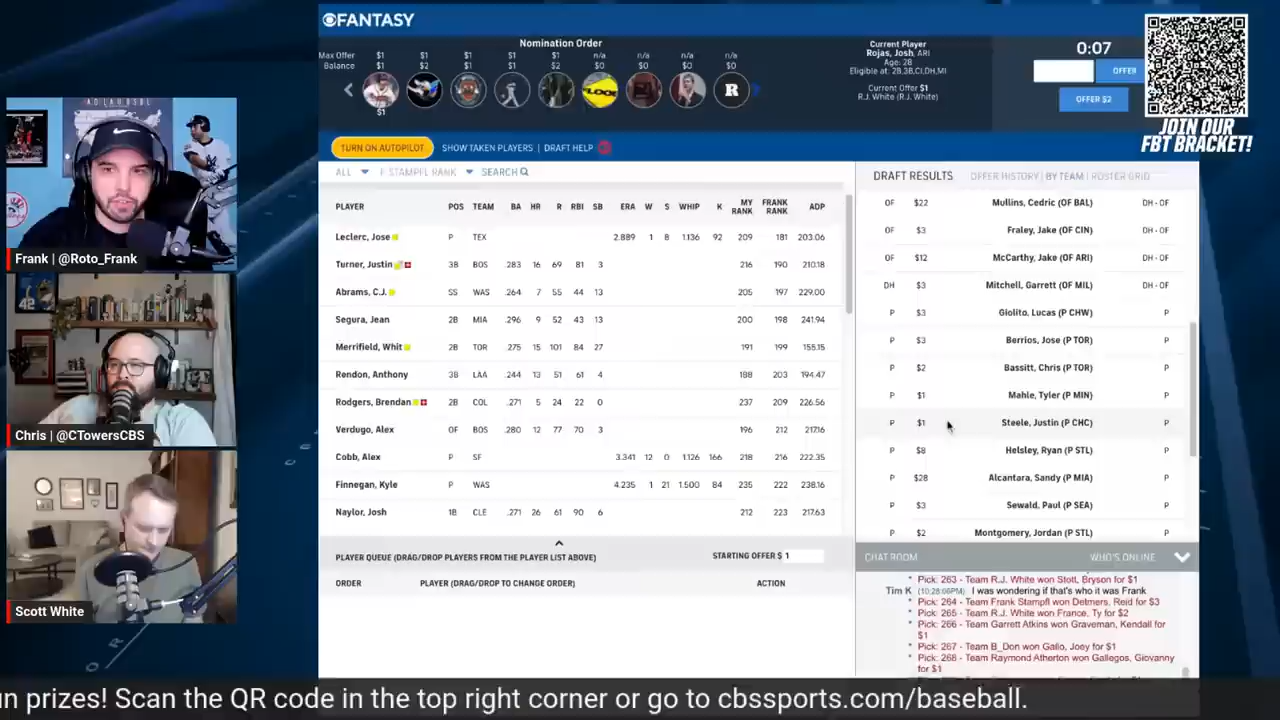 FANTASY
Nomination Order
Max Offer $1 $2 $1 $1 n/a n/a n/a n/a n/a
Balance $1 $1 $1 $1 $2 $0 $0 $0 $0
R
$1
Current Player
Rojas, Josh, ARI
Age: 28
Eligible at: 2B,3B,CI,DH,MI
Current Offer $1
R.J. White (R.J. White)
0:07
OFFER
OFFER $2
JOIN OUR
FBT BRACKET!
TURN ON AUTOPILOT
SHOW TAKEN PLAYERS | DRAFT HELP
ALL
F STAMPFL RANK
SEARCH
PLAYER POS TEAM BA HR R RBI SB ERA W S WHIP K MY RANK FRANK RANK ADP
Leclerc, Jose P TEX 2.889 1 8 1.136 92 209 181 203.06
Turner, Justin 3B BOS .283 16 69 81 3 216 190 210.18
Abrams, C.J. SS WAS .264 7 55 44 13 205 197 229.00
Segura, Jean 2B MIA .296 9 52 43 13 200 198 241.94
Merrifield, Whit 2B TOR .275 15 101 84 27 191 199 155.15
Rendon, Anthony 3B LAA .244 13 51 61 4 188 203 194.47
Rodgers, Brendan 2B COL .271 5 24 22 0 237 209 226.56
Verdugo, Alex OF BOS .280 12 77 70 3 196 212 217.16
Cobb, Alex P SF 3.341 12 0 1.126 166 218 216 222.35
Finnegan, Kyle P WAS 4.235 1 21 1.500 84 235 222 238.16
Naylor, Josh 1B CLE .271 26 61 90 6 212 223 217.63
PLAYER QUEUE (DRAG/DROP PLAYERS FROM THE PLAYER LIST ABOVE)
STARTING OFFER $ 1
ORDER PLAYER (DRAG/DROP TO CHANGE ORDER) ACTION
DRAFT RESULTS
OFFER HISTORY | BY TEAM | ROSTER GRID
OF $22 Mullins, Cedric (OF BAL) DH - OF
OF $3 Fraley, Jake (OF CIN) DH - OF
OF $12 McCarthy, Jake (OF ARI) DH - OF
DH $3 Mitchell, Garrett (OF MIL) DH - OF
P $3 Giolito, Lucas (P CHW) P
P $3 Berrios, Jose (P TOR) P
P $2 Bassitt, Chris (P TOR) P
P $1 Mahle, Tyler (P MIN) P
P $1 Steele, Justin (P CHC) P
P $8 Helsley, Ryan (P STL) P
P $28 Alcantara, Sandy (P MIA) P
P $3 Sewald, Paul (P SEA) P
P $2 Montgomery, Jordan (P STL) P
CHAT ROOM
WHO'S ONLINE
* Pick: 263 - Team R.J. White won Stott, Bryson for $1
Tim K (10:28:06PM) I was wondering if that's who it was Frank
* Pick: 264 - Team Frank Stampfl won Detmers, Reid for $3
* Pick: 265 - Team R.J. White won France, Ty for $2
* Pick: 266 - Team Garrett Atkins won Graveman, Kendall for
$1
* Pick: 267 - Team B_Don won Gallo, Joey for $1
* Pick: 268 - Team Raymond Atherton won Gallegos, Giovanny
for $1
Frank | @Roto_Frank
Chris | @CTowersCBS
Scott White
un prizes! Scan the QR code in the top right corner or go to cbssports.com/baseball.